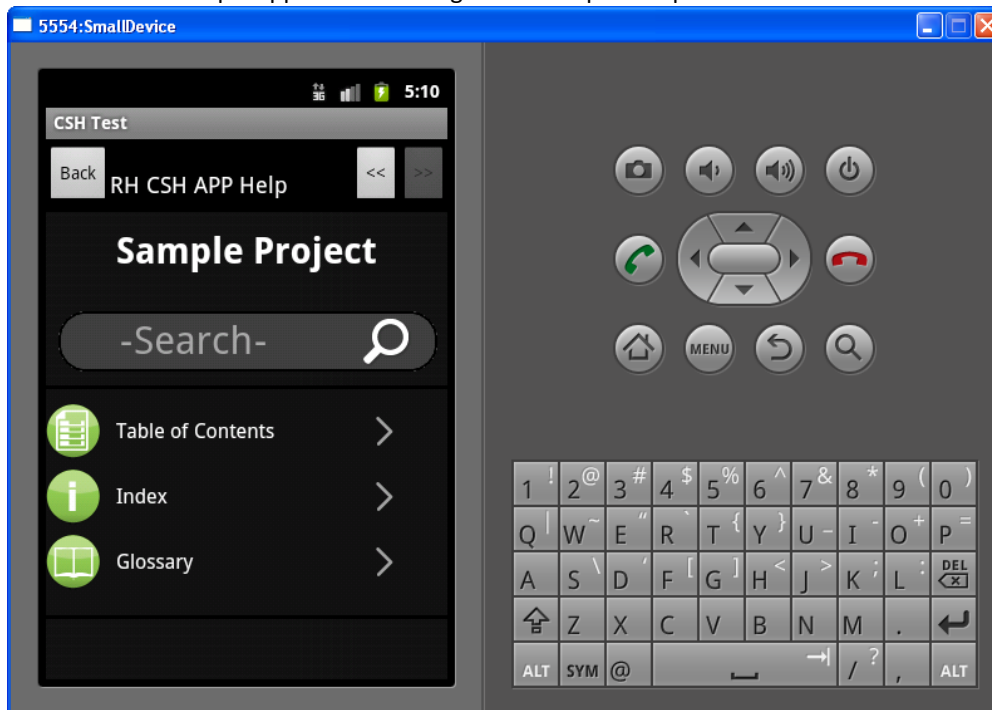 5554:SmallDevice
3G 5:10
CSH Test
Back RH CSH APP Help << >>
Sample Project
-Search-
Table of Contents
Index
Glossary
MENU
1 ! 2 @ 3 # 4 $ 5 % 6 ^ 7 & 8 * 9 ( 0 )
Q | W ~ E " R ` T { Y } U _ I - O + P =
A S \ D ' F [ G ] H < J > K ; L : DEL
Z X C V B N M .
ALT SYM @ / ? , ALT